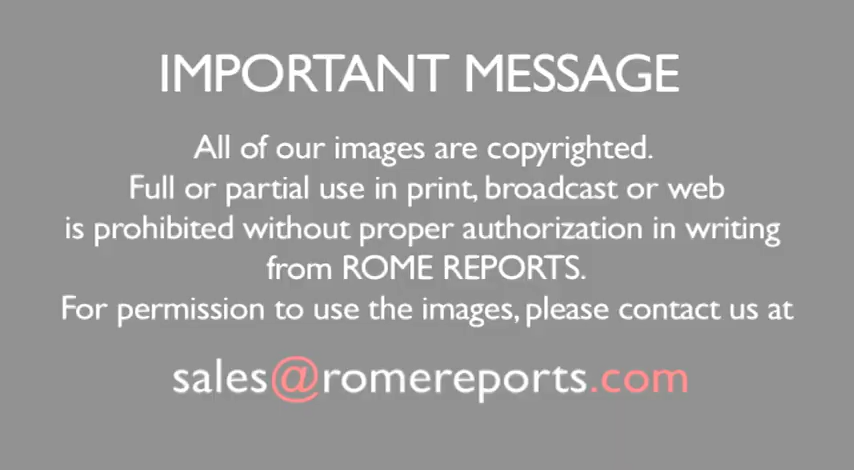 IMPORTANT MESSAGE
All of our images are copyrighted.
Full or partial use in print, broadcast or web
is prohibited without proper authorization in writing
from ROME REPORTS.
For permission to use the images, please contact us at
sales@romereports.com